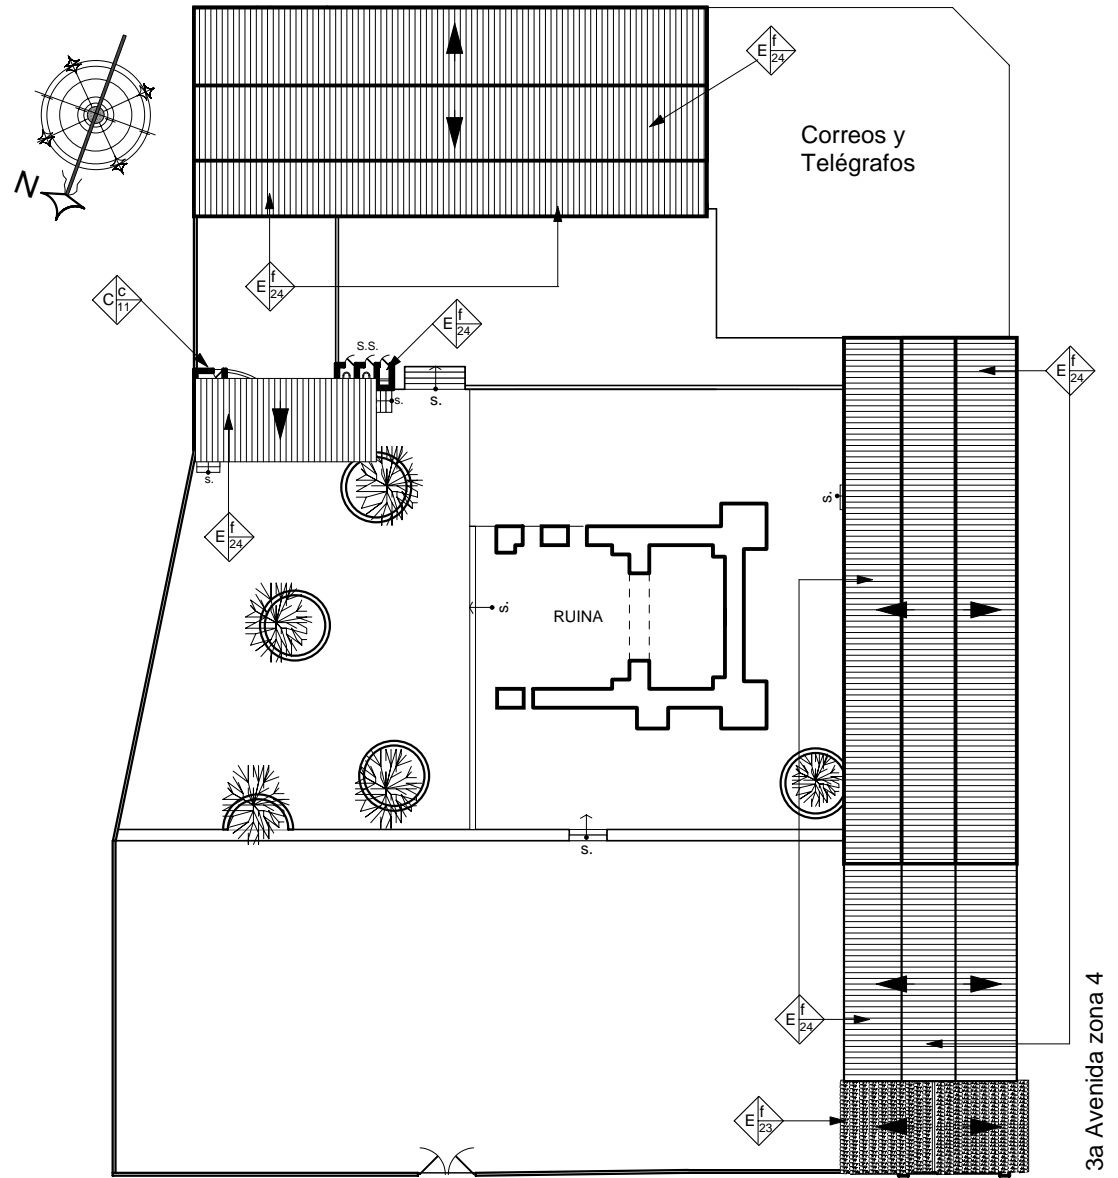 E f 24
Correos y
Telégrafos
N
E f 24
C c 11
E f 24
S.S.
E f 24
s.
s.
s.
s.
E f 24
s.
RUINA
s.
E f 24
E f 23
3a Avenida zona 4